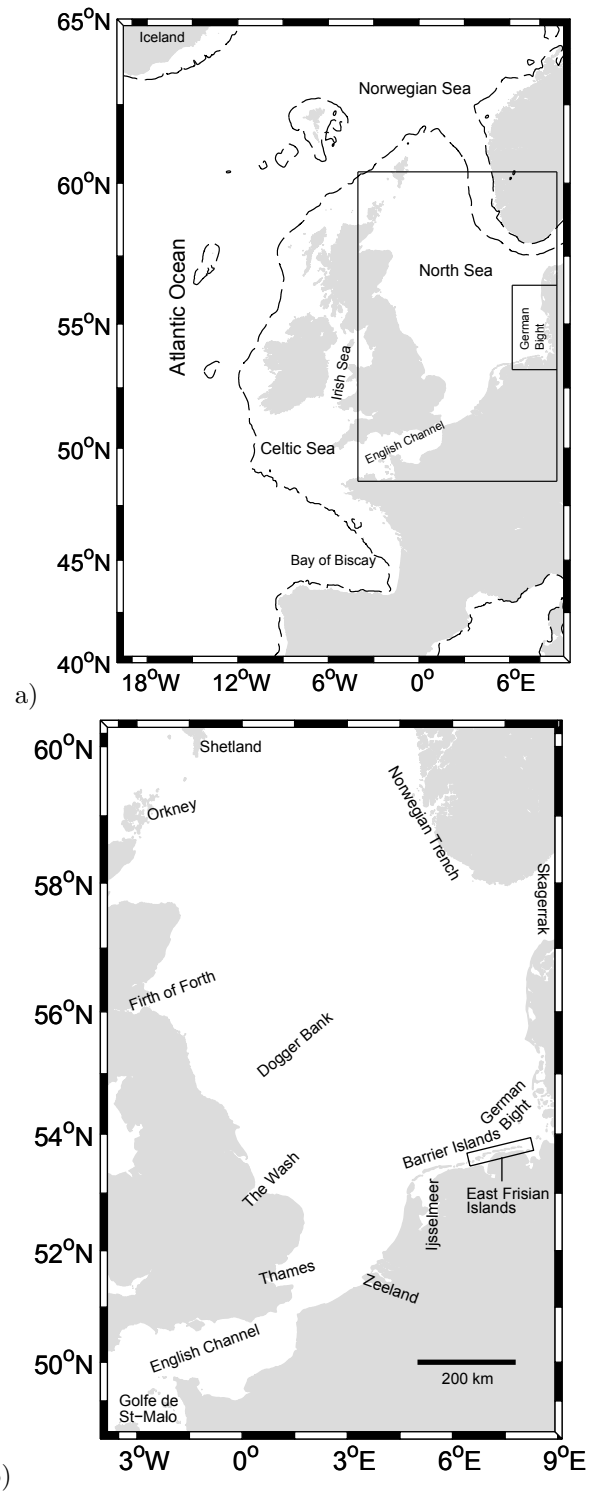 65°N
Iceland
Norwegian Sea
60°N
North Sea
Atlantic Ocean
55°N
German
Bight
Irish Sea
English Channel
50°N
Celtic Sea
Bay of Biscay
45°N
40°N
a)
18°W 12°W 6°W 0° 6°E
60°N
Shetland
Norwegian Trench
Orkney
58°N
Skagerrak
Firth of Forth
56°N
Dogger Bank
German
Bight
54°N
Barrier Islands
The Wash
East Frisian
Islands
Ijsselmeer
52°N
Thames
Zeeland
English Channel
50°N
200 km
Golfe de
St−Malo
)
3°W 0° 3°E 6°E 9°E